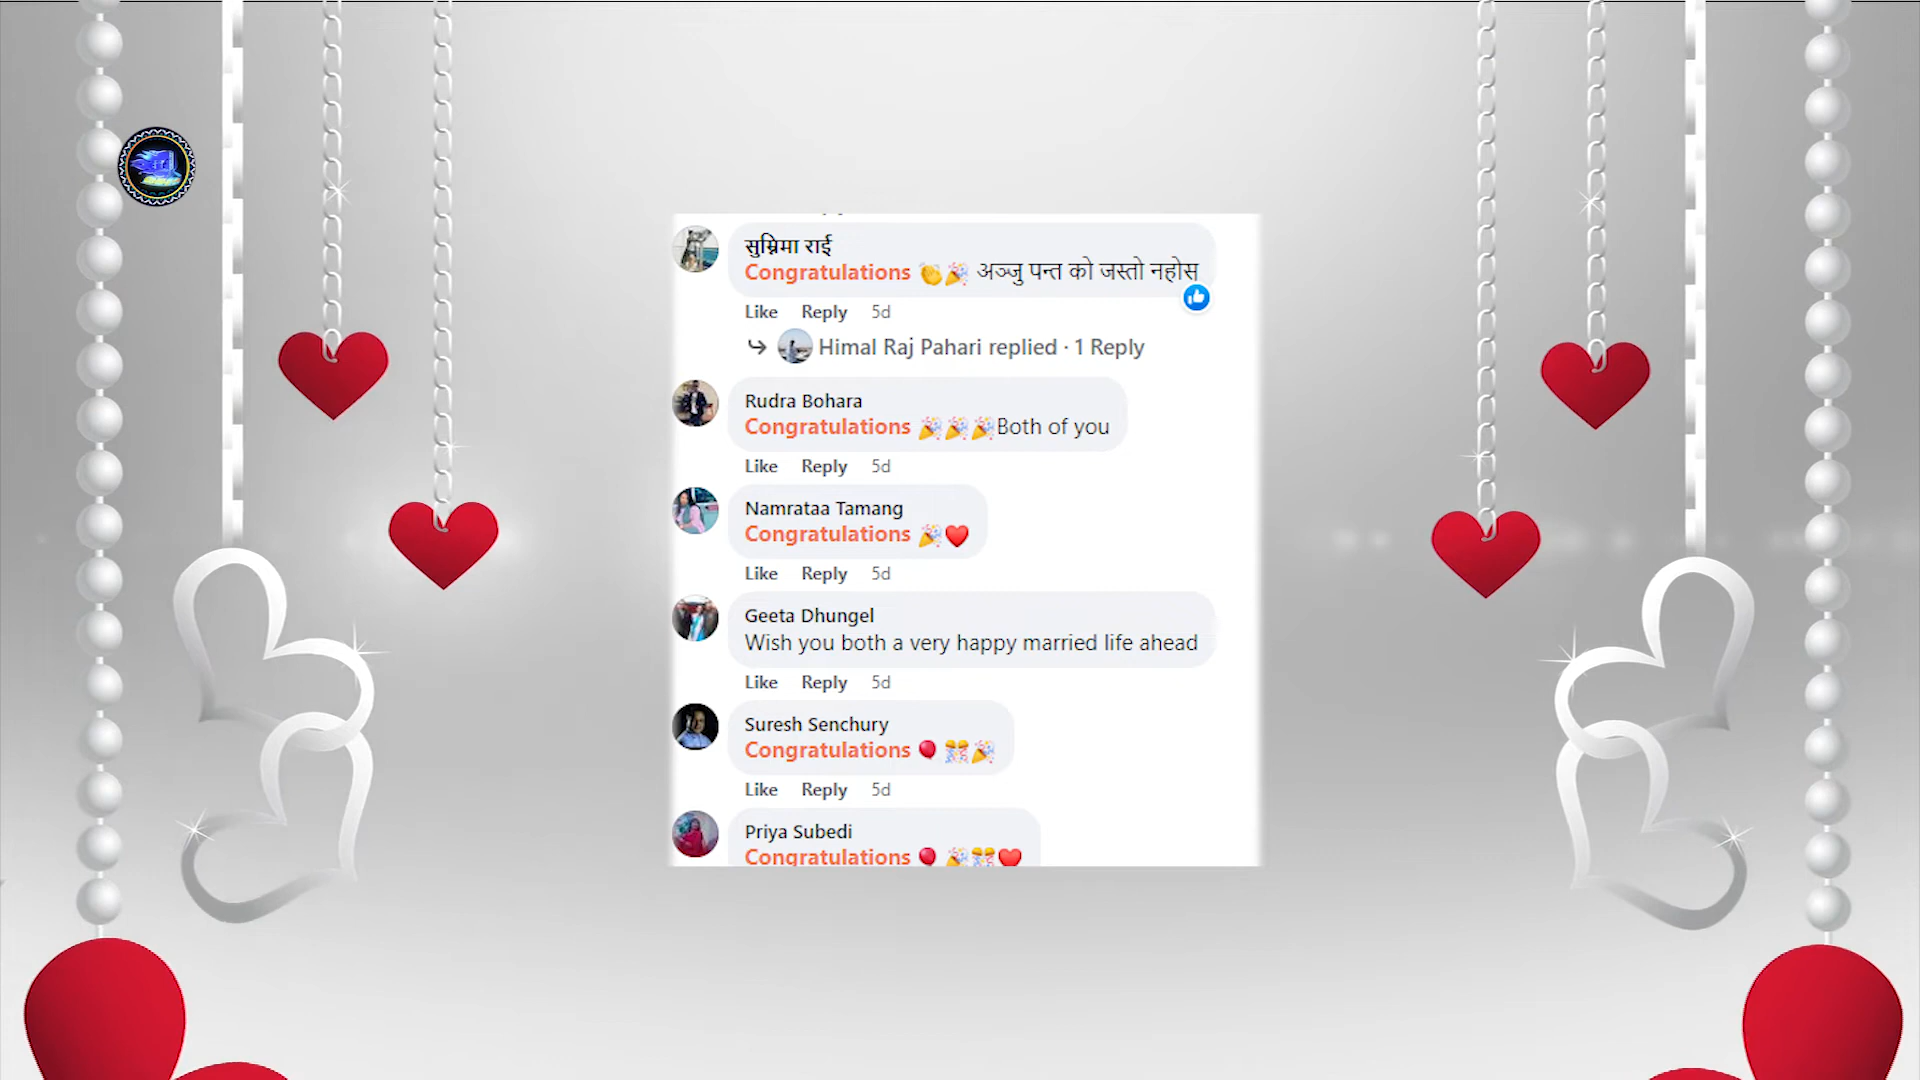 सुम्निमा राई
Congratulations 👏🎉 अञ्जु पन्त को जस्तो नहोस
Like Reply 5d
Himal Raj Pahari replied · 1 Reply
Rudra Bohara
Congratulations 🎉🎉🎉Both of you
Like Reply 5d
Namrataa Tamang
Congratulations 🎉❤️
Like Reply 5d
Geeta Dhungel
Wish you both a very happy married life ahead
Like Reply 5d
Suresh Senchury
Congratulations 🎈🎊🎉
Like Reply 5d
Priya Subedi
Congratulations 🎈🎉🎊❤️